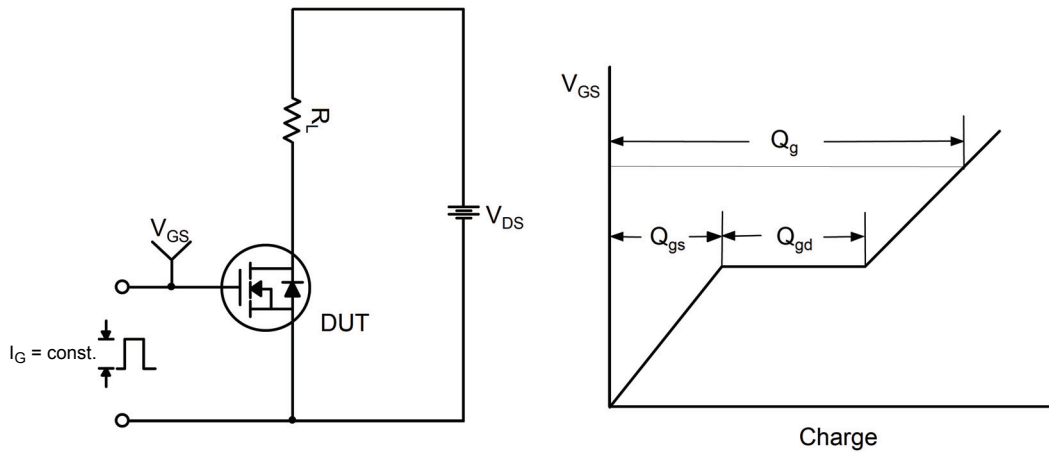 R_L
V_GS
V_DS
DUT
I_G = const.
V_GS
Q_g
Q_gs
Q_gd
Charge